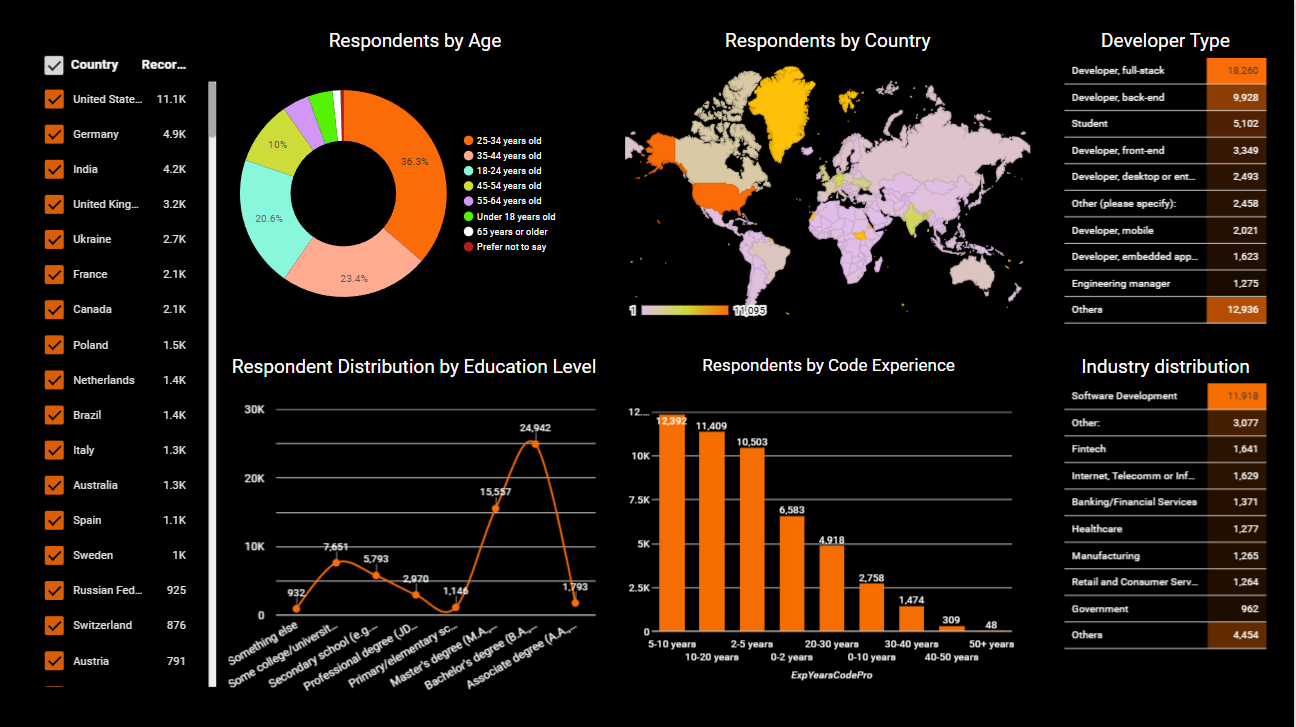 Country Recor...
United State... 11.1K
Germany 4.9K
India 4.2K
United King... 3.2K
Ukraine 2.7K
France 2.1K
Canada 2.1K
Poland 1.5K
Netherlands 1.4K
Brazil 1.4K
Italy 1.3K
Australia 1.3K
Spain 1.1K
Sweden 1K
Russian Fed... 925
Switzerland 876
Austria 791
Respondents by Age
36.3%
23.4%
20.6%
10%
25-34 years old
35-44 years old
18-24 years old
45-54 years old
55-64 years old
Under 18 years old
65 years or older
Prefer not to say
Respondents by Country
1 11,095
Developer Type
Developer, full-stack 18,260
Developer, back-end 9,928
Student 5,102
Developer, front-end 3,349
Developer, desktop or ent... 2,493
Other (please specify): 2,458
Developer, mobile 2,021
Developer, embedded app... 1,623
Engineering manager 1,275
Others 12,936
Respondent Distribution by Education Level
30K
20K
10K
0
932
7,651
5,793
2,970
1,146
15,557
24,942
1,793
Something else
Some college/universit...
Secondary school (e.g...
Professional degree (JD...
Primary/elementary sc...
Master's degree (M.A.,...
Bachelor's degree (B.A.,...
Associate degree (A.A.,...
Respondents by Code Experience
12....
10K
7.5K
5K
2.5K
0
12,392
11,409
10,503
6,583
4,918
2,758
1,474
309
48
5-10 years
10-20 years
2-5 years
0-2 years
20-30 years
0-10 years
30-40 years
40-50 years
50+ years
ExpYearsCodePro
Industry distribution
Software Development 11,918
Other: 3,077
Fintech 1,641
Internet, Telecomm or Inf... 1,629
Banking/Financial Services 1,371
Healthcare 1,277
Manufacturing 1,265
Retail and Consumer Serv... 1,264
Government 962
Others 4,454